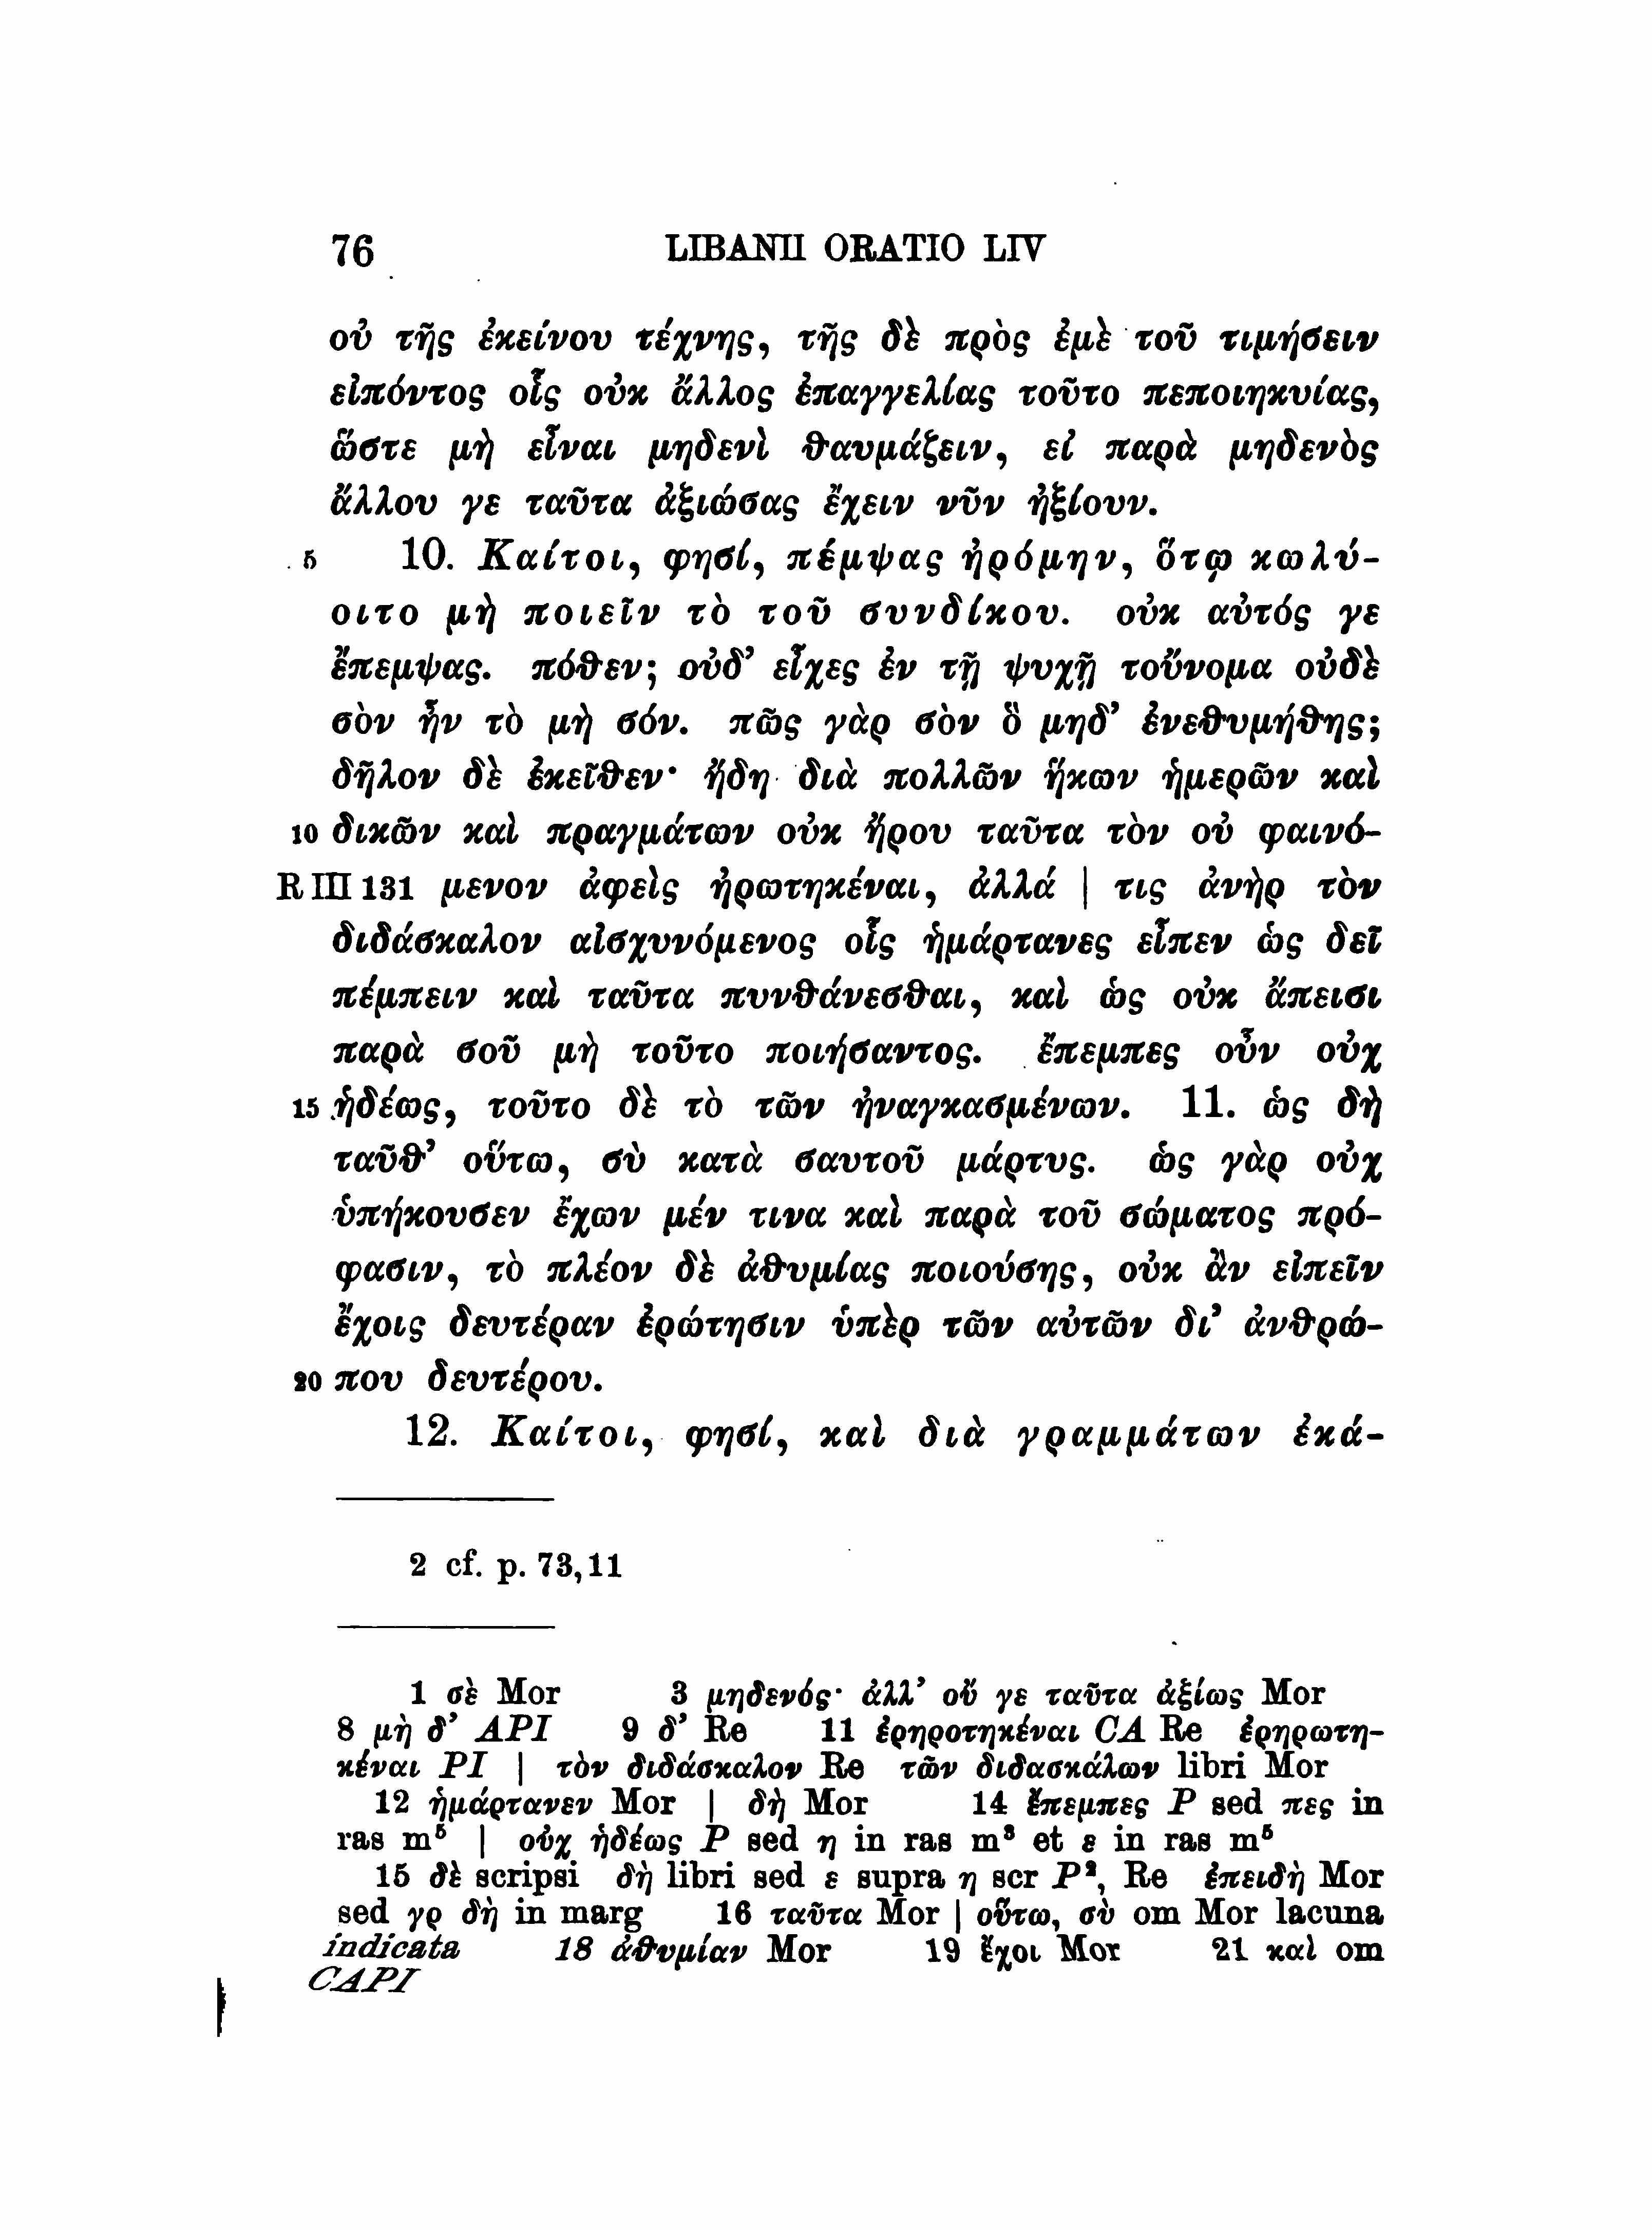 76 LIBANII ORATIO LIV
οὐ τῆς ἐκείνου τέχνης, τῆς δὲ πρὸς ἐμὲ τοῦ τιμήσειν
εἰπόντος οἷς οὐκ ἄλλος ἐπαγγελίας τοῦτο πεποιηκυίας,
ὥστε μὴ εἶναι μηδενὶ θαυμάζειν, εἰ παρὰ μηδενὸς
ἄλλου γε ταῦτα ἀξιώσας ἔχειν νῦν ἠξίουν.
5 10. Καίτοι, φησί, πέμψας ἠρόμην, ὅτῳ κωλύ-
οιτο μὴ ποιεῖν τὸ τοῦ συνδίκου. οὐκ αὐτός γε
ἔπεμψας. πόθεν; οὐδ’ εἶχες ἐν τῇ ψυχῇ τοὔνομα οὐδὲ
σὸν ἦν τὸ μὴ σόν. πῶς γὰρ σὸν ὃ μηδ’ ἐνεθυμήθης;
δῆλον δὲ ἐκεῖθεν· ἤδη διὰ πολλῶν ἥκων ἡμερῶν καὶ
10 δικῶν καὶ πραγμάτων οὐκ ἤρου ταῦτα τὸν οὐ φαινό-
R III 131 μενον ἀφεὶς ἠρωτηκέναι, ἀλλά | τις ἀνὴρ τὸν
διδάσκαλον αἰσχυνόμενος οἷς ἡμάρτανες εἶπεν ὡς δεῖ
πέμπειν καὶ ταῦτα πυνθάνεσθαι, καὶ ὡς οὐκ ἄπεισι
παρὰ σοῦ μὴ τοῦτο ποιήσαντος. ἔπεμπες οὖν οὐχ
15 ἡδέως, τοῦτο δὲ τὸ τῶν ἠναγκασμένων. 11. ὡς δὴ
ταῦθ’ οὕτω, σὺ κατὰ σαυτοῦ μάρτυς. ὡς γὰρ οὐχ
ὑπήκουσεν ἔχων μέν τινα καὶ παρὰ τοῦ σώματος πρό-
φασιν, τὸ πλέον δὲ ἀθυμίας ποιούσης, οὐκ ἂν εἰπεῖν
ἔχοις δευτέραν ἐρώτησιν ὑπὲρ τῶν αὐτῶν δι’ ἀνθρώ-
20 που δευτέρου.
12. Καίτοι, φησί, καὶ διὰ γραμμάτων ἐκά-
2 cf. p. 73,11
1 σὲ Mor 3 μηδενός· ἀλλ’ οὔ γε ταῦτα ἀξίως Mor
8 μὴ δ’ API 9 δ’ Re 11 ἐρηροτηκέναι CA Re ἐρηρωτη-
κέναι PI | τὸν διδάσκαλον Re τῶν διδασκάλων libri Mor
12 ἡμάρτανεν Mor | δὴ Mor 14 ἔπεμπες P sed πες in
ras m⁵ | οὐχ ἡδέως P sed η in ras m³ et ε in ras m⁵
15 δὲ scripsi δὴ libri sed ε supra η scr P², Re ἐπειδὴ Mor
sed γρ δὴ in marg 16 ταῦτα Mor | οὕτω, σὺ om Mor lacuna
indicata 18 ἀθυμίαν Mor 19 ἔχοι Mor 21 καὶ om
CAPI